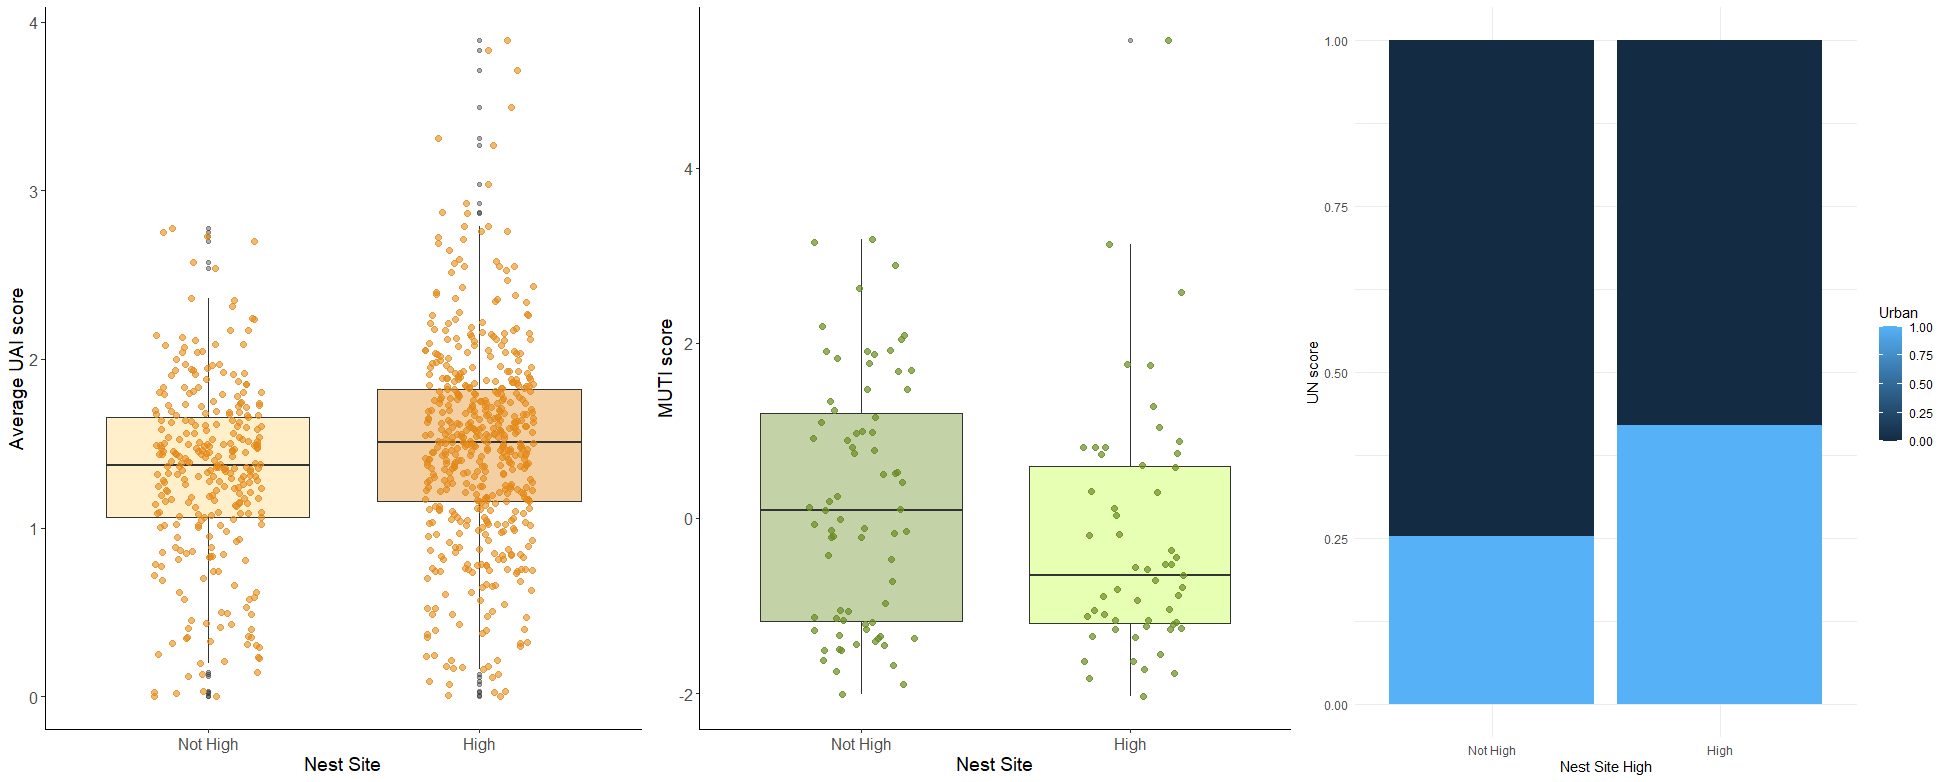 Average UAI score
4
3
2
1
0
Not High
High
Nest Site
MUTI score
4
2
0
-2
Not High
High
Nest Site
UN score
1.00
0.75
0.50
0.25
0.00
Not High
High
Nest Site High
Urban
1.00
0.75
0.50
0.25
0.00